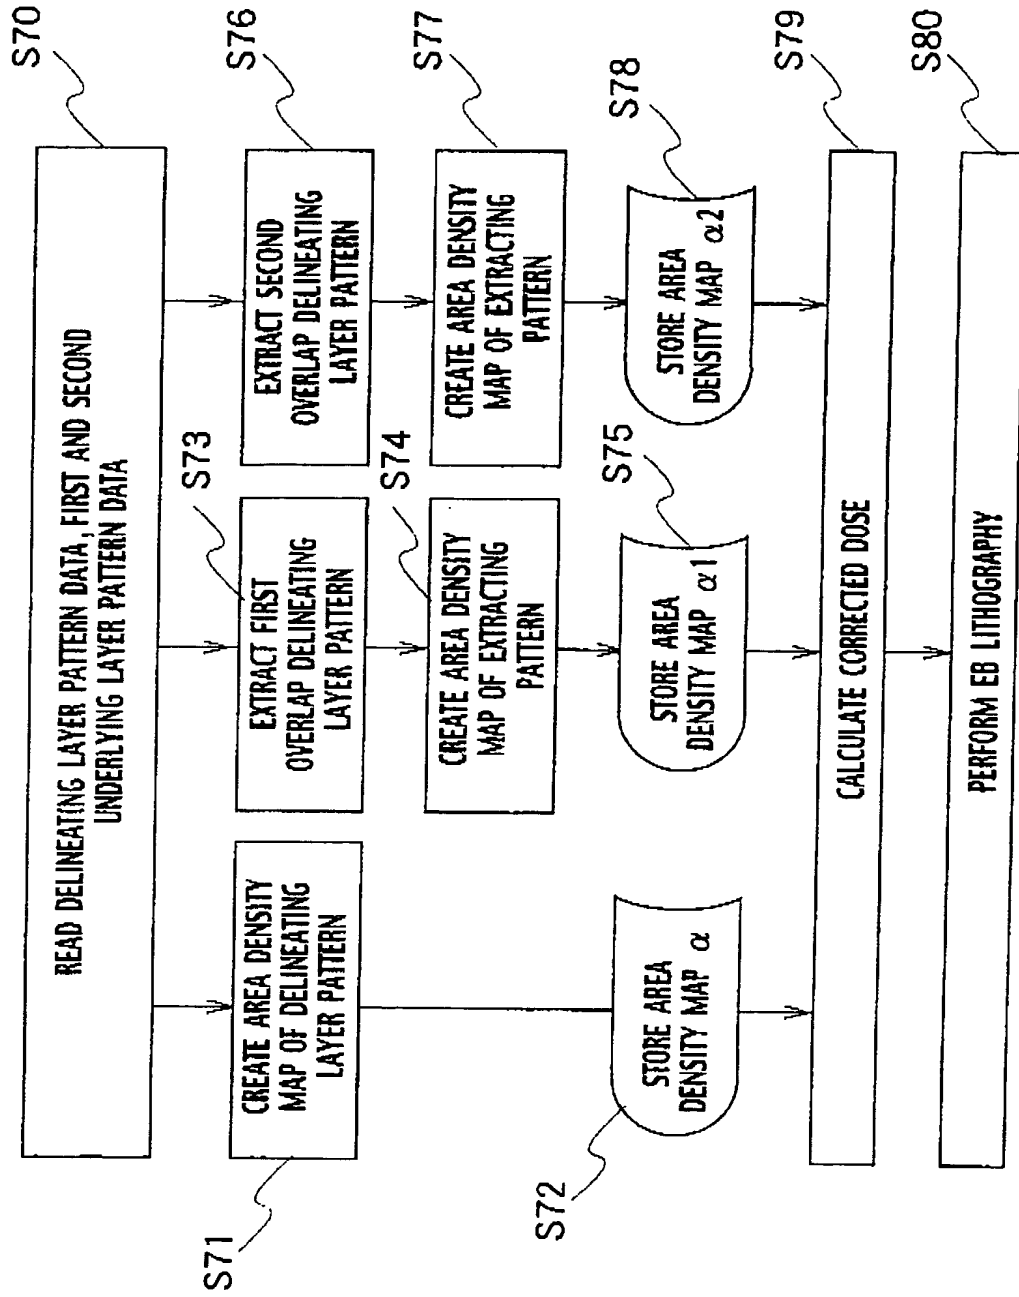 S70
READ DELINEATING LAYER PATTERN DATA, FIRST AND SECOND
UNDERLYING LAYER PATTERN DATA
S71
CREATE AREA DENSITY
MAP OF DELINEATING
LAYER PATTERN
S72
STORE AREA
DENSITY MAP α
S73
EXTRACT FIRST
OVERLAP DELINEATING
LAYER PATTERN
S74
CREATE AREA DENSITY
MAP OF EXTRACTING
PATTERN
S75
STORE AREA
DENSITY MAP α1
S76
EXTRACT SECOND
OVERLAP DELINEATING
LAYER PATTERN
S77
CREATE AREA DENSITY
MAP OF EXTRACTING
PATTERN
S78
STORE AREA
DENSITY MAP α2
S79
CALCULATE CORRECTED DOSE
S80
PERFORM EB LITHOGRAPHY